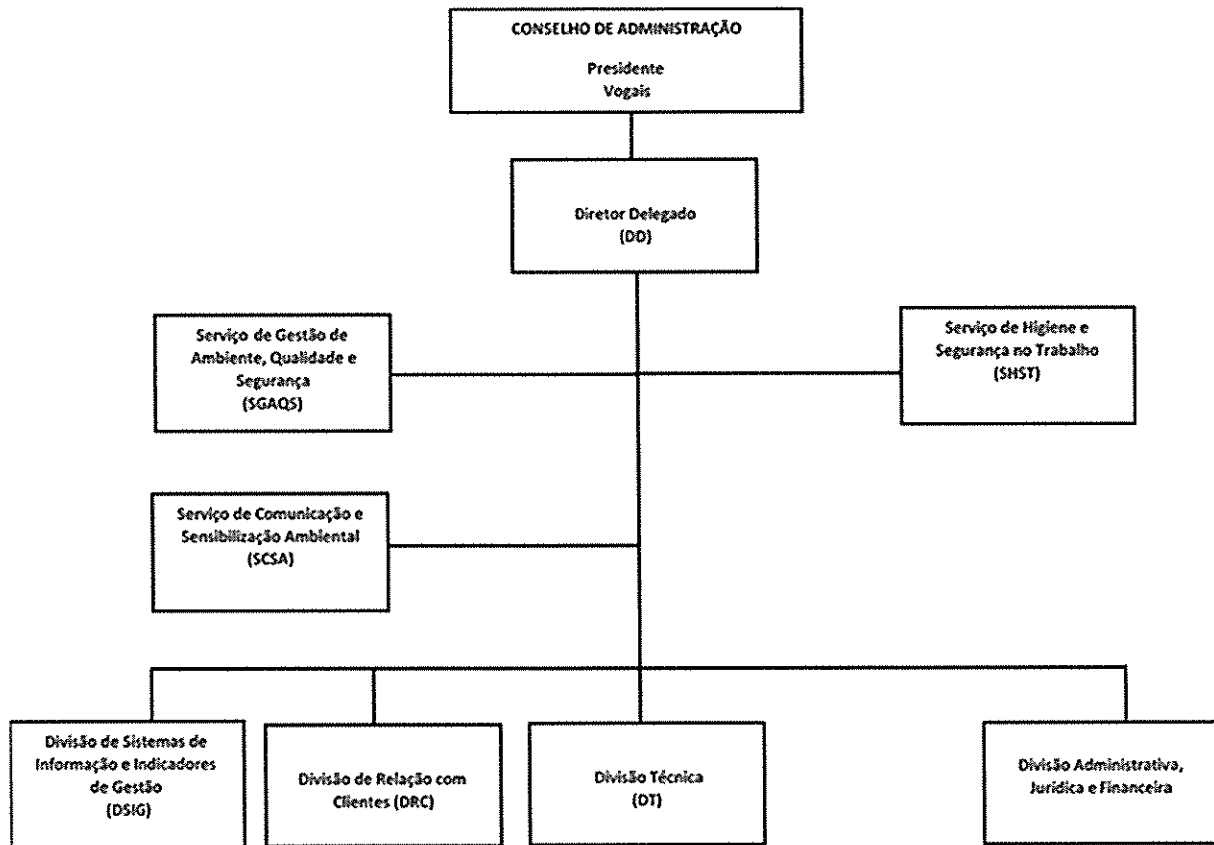 CONSELHO DE ADMINISTRAÇÃO
Presidente
Vogais
Diretor Delegado
(DD)
Serviço de Gestão de
Ambiente, Qualidade e
Segurança
(SGAQS)
Serviço de Higiene e
Segurança no Trabalho
(SHST)
Serviço de Comunicação e
Sensibilização Ambiental
(SCSA)
Divisão de Sistemas de
Informação e Indicadores
de Gestão
(DSIG)
Divisão de Relação com
Clientes (DRC)
Divisão Técnica
(DT)
Divisão Administrativa,
Jurídica e Financeira